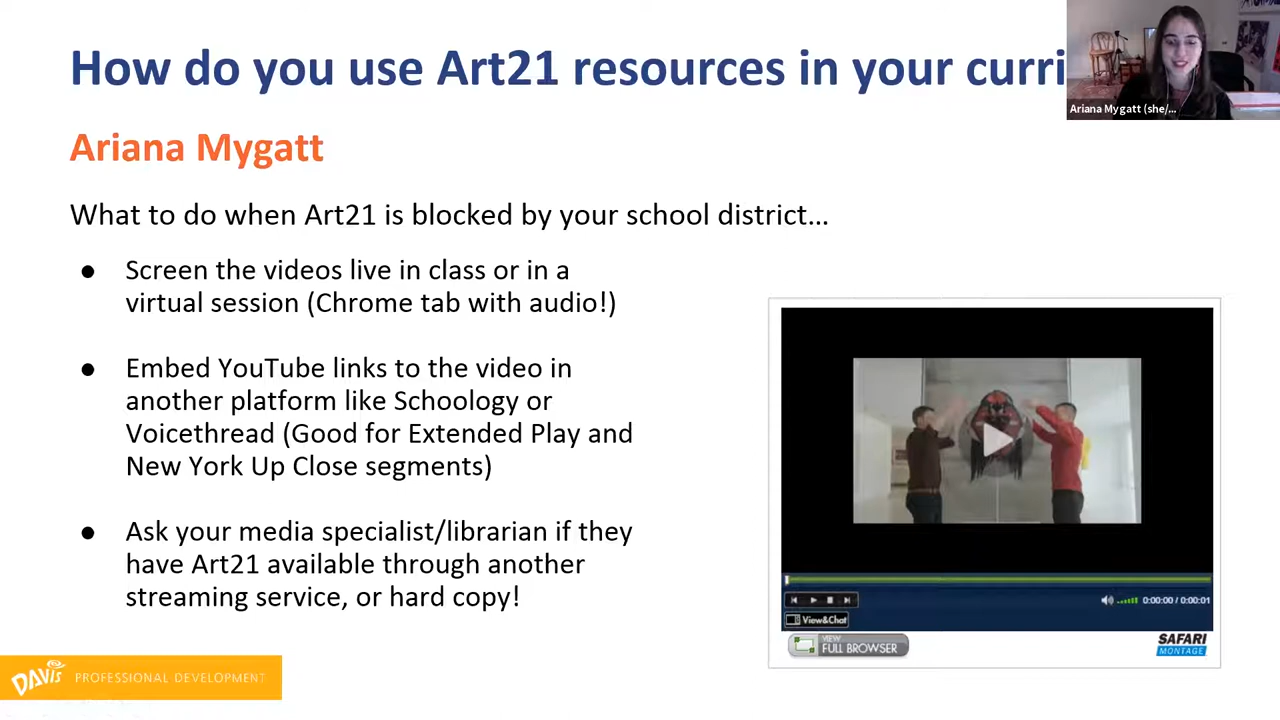 How do you use Art21 resources in your curri
Ariana Mygatt (she/...
Ariana Mygatt
What to do when Art21 is blocked by your school district...
● Screen the videos live in class or in a
virtual session (Chrome tab with audio!)
● Embed YouTube links to the video in
another platform like Schoology or
Voicethread (Good for Extended Play and
New York Up Close segments)
● Ask your media specialist/librarian if they
have Art21 available through another
streaming service, or hard copy!
0:00:00 / 0:00:01
View&Chat
VIEW
FULL BROWSER
SAFARI
MONTAGE
DAVIS
PROFESSIONAL DEVELOPMENT